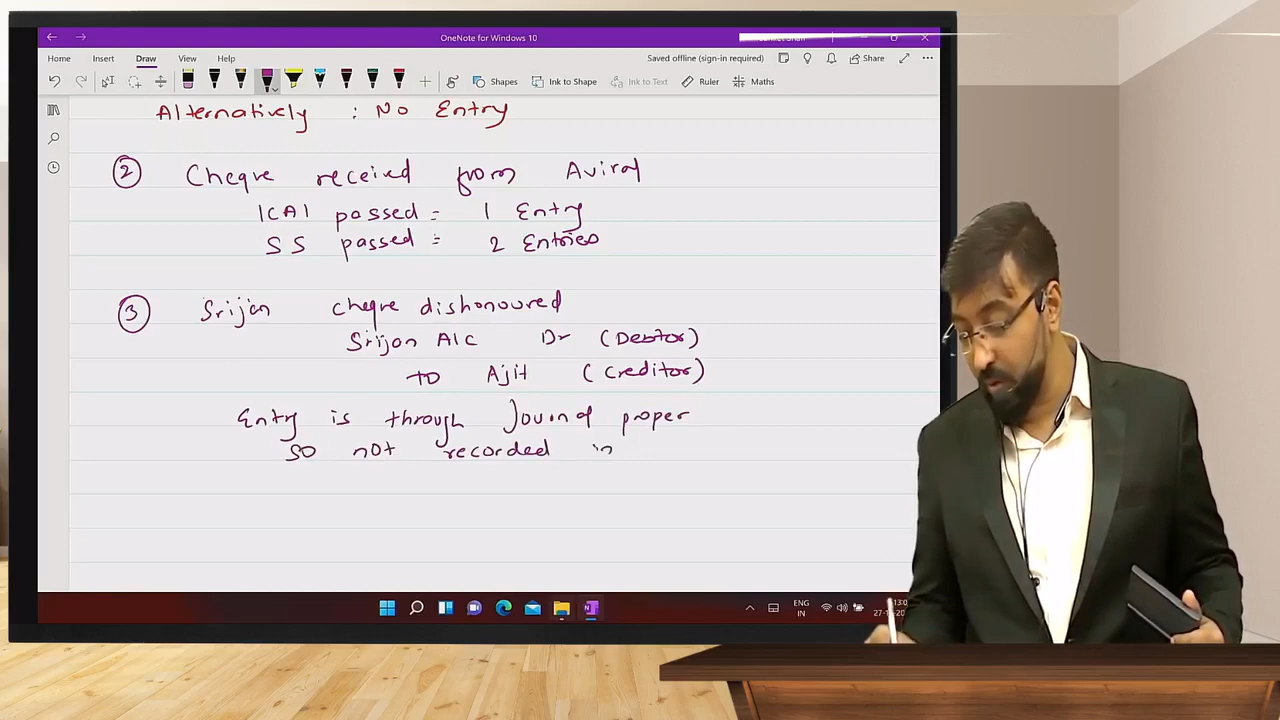 OneNote for Windows 10
Home Insert Draw View Help
Saved offline (sign-in required) Share
Shapes Ink to Shape Ink to Text Ruler Maths
Alternatively : No Entry
② Cheque received from Aviral
ICAI passed = 1 Entry
SS passed = 2 Entries
③ Srijan cheque dishonoured
Srijan A/c Dr (Debtor)
To Ajit (Creditor)
Entry is through Journal proper
so not recorded in
ENG
IN